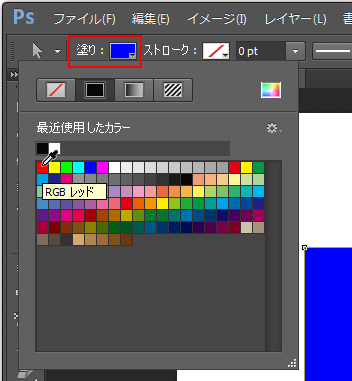 Ps ファイル(F) 編集(E) イメージ(I) レイヤー(L)
塗り： ストローク： 0 pt
最近使用したカラー
RGB レッド